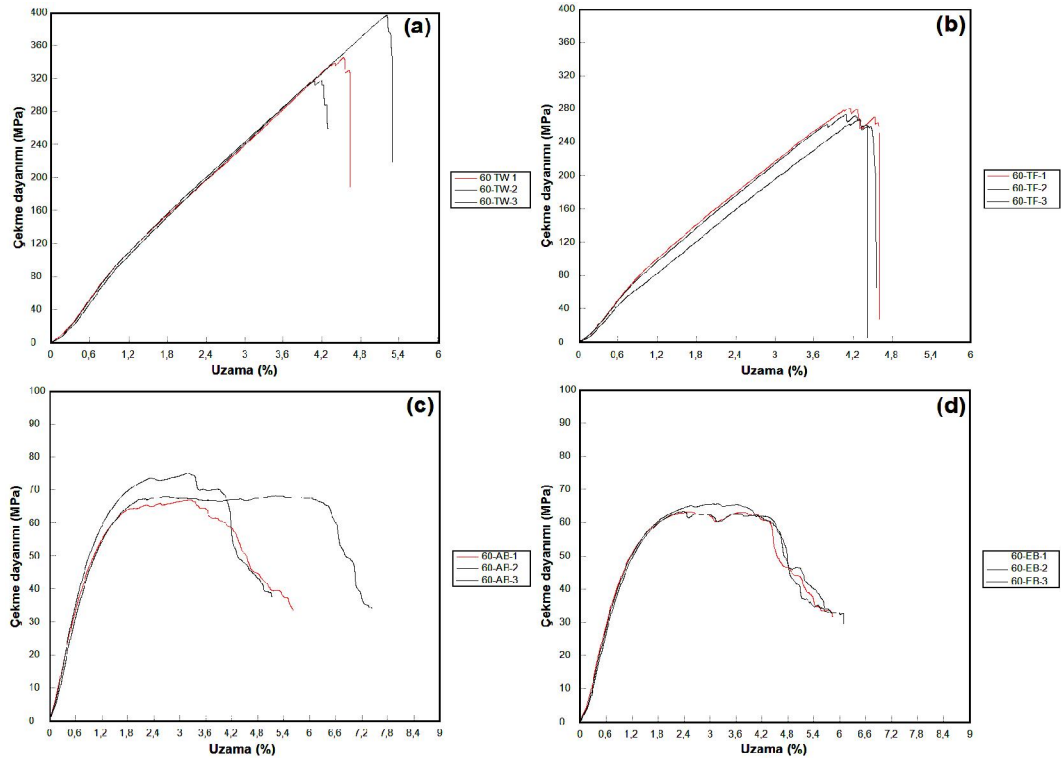 (a)
Çekme dayanımı (MPa)
400
360
320
280
240
200
160
120
80
40
0
0 0,6 1,2 1,8 2,4 3 3,6 4,2 4,8 5,4 6
Uzama (%)
60 TW 1
60-TW-2
60-TW-3
(b)
Çekme dayanımı (MPa)
400
360
320
280
240
200
160
120
80
40
0
0 0,6 1,2 1,8 2,4 3 3,6 4,2 4,8 5,4 6
Uzama (%)
60-TF-1
60-TF-2
60-TF-3
(c)
Çekme dayanımı (MPa)
100
90
80
70
60
50
40
30
20
10
0
0 0,6 1,2 1,8 2,4 3 3,6 4,2 4,8 5,4 6 6,6 7,2 7,8 8,4 9
Uzama (%)
60-AB-1
60-AB-2
60-AB-3
(d)
Çekme dayanımı (MPa)
100
90
80
70
60
50
40
30
20
10
0
0 0,6 1,2 1,8 2,4 3 3,6 4,2 4,8 5,4 6 6,6 7,2 7,8 8,4 9
Uzama (%)
60-EB-1
60-EB-2
60-EB-3